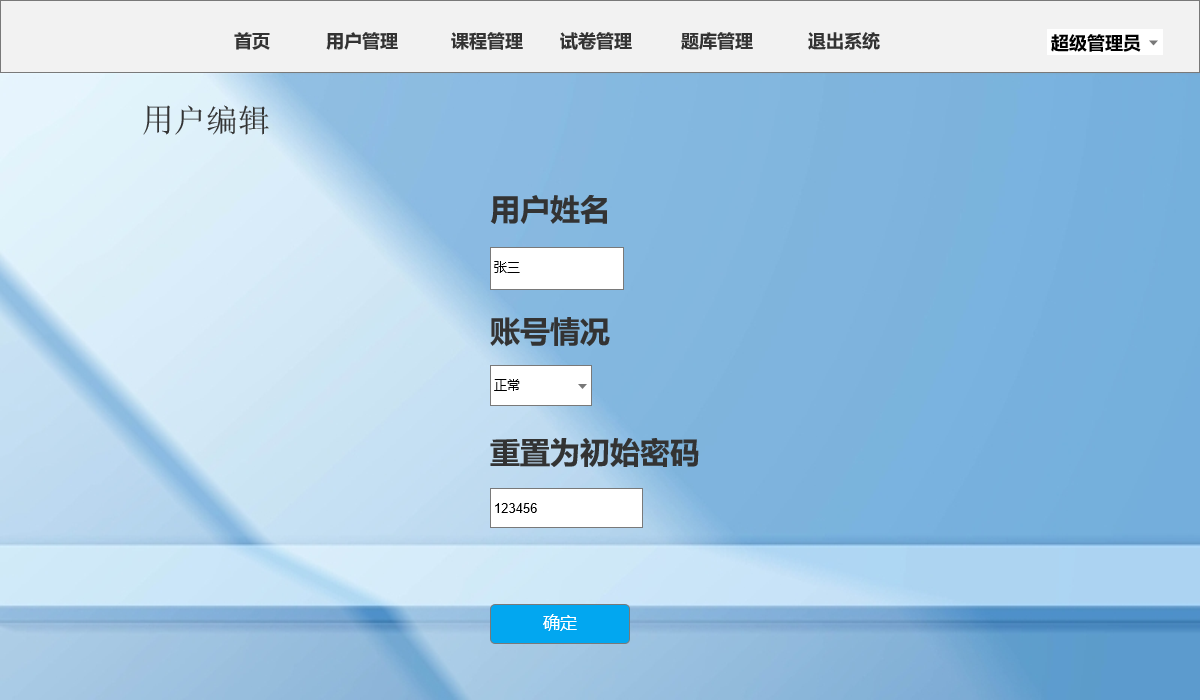 首页 用户管理 课程管理 试卷管理 题库管理 退出系统 超级管理员
用户编辑
用户姓名
张三
账号情况
正常
重置为初始密码
123456
确定